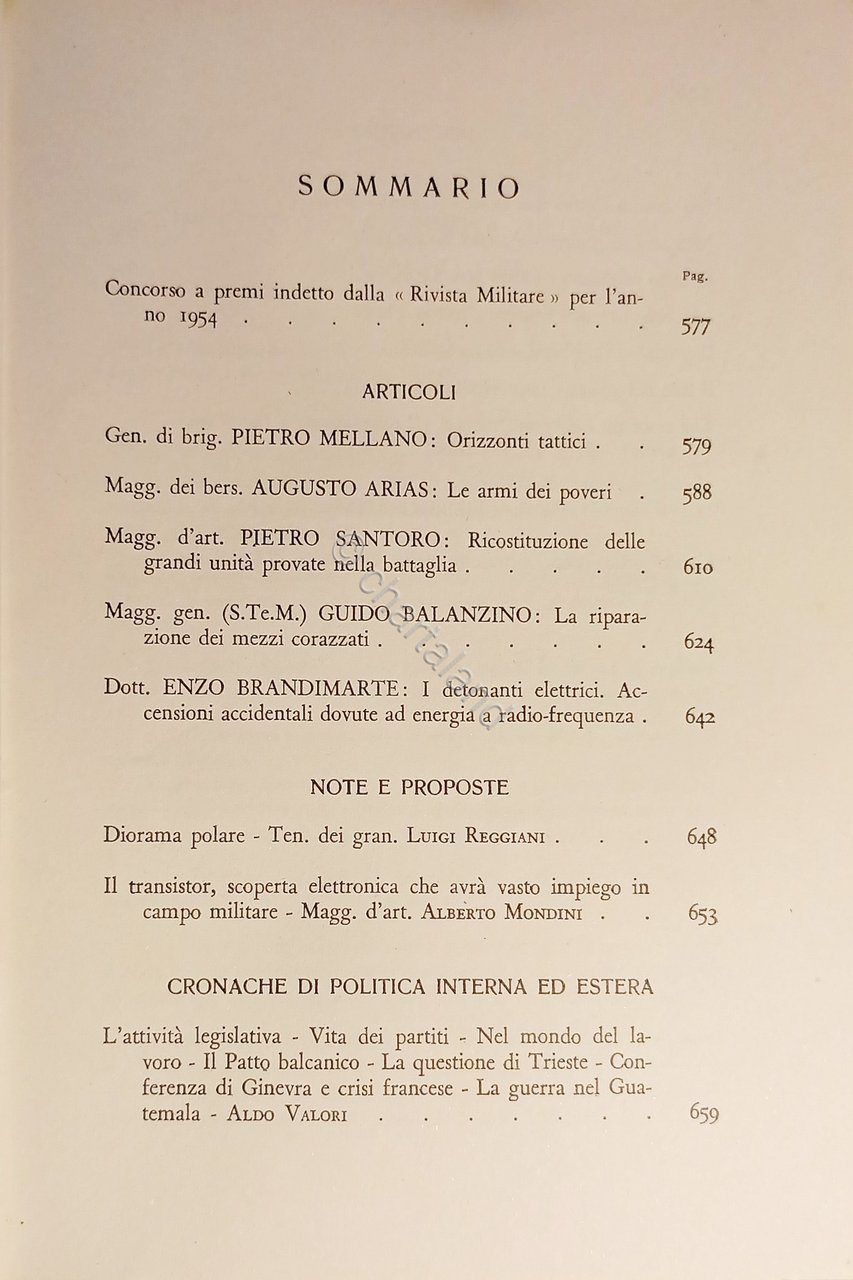 SOMMARIO
Pag.
Concorso a premi indetto dalla « Rivista Militare » per l'an-
no 1954 . . . . . . . . . . 577
ARTICOLI
Gen. di brig. PIETRO MELLANO: Orizzonti tattici . . 579
Magg. dei bers. AUGUSTO ARIAS: Le armi dei poveri . 588
Magg. d'art. PIETRO SANTORO: Ricostituzione delle
grandi unità provate nella battaglia . . . . . 610
Magg. gen. (S.Te.M.) GUIDO BALANZINO: La ripara-
zione dei mezzi corazzati . . . . . . . 624
Dott. ENZO BRANDIMARTE: I detonanti elettrici. Ac-
censioni accidentali dovute ad energia a radio-frequenza . 642
NOTE E PROPOSTE
Diorama polare - Ten. dei gran. LUIGI REGGIANI . . . 648
Il transistor, scoperta elettronica che avrà vasto impiego in
campo militare - Magg. d'art. ALBERTO MONDINI . . 653
CRONACHE DI POLITICA INTERNA ED ESTERA
L'attività legislativa - Vita dei partiti - Nel mondo del la-
voro - Il Patto balcanico - La questione di Trieste - Con-
ferenza di Ginevra e crisi francese - La guerra nel Gua-
temala - ALDO VALORI . . . . . . . 659
© chartaland